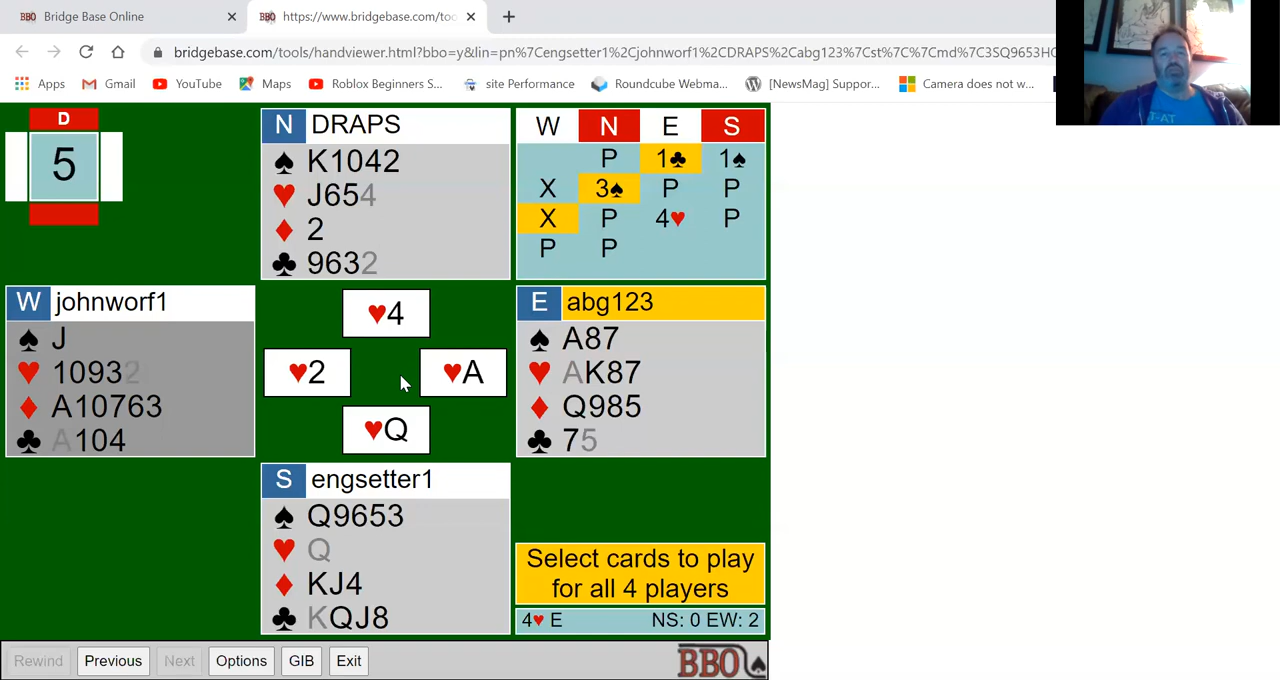 BBO Bridge Base Online × BBO https://www.bridgebase.com/too × +
bridgebase.com/tools/handviewer.html?bbo=y&lin=pn%7Cengsetter1%2Cjohnworf1%2CDRAPS%2Cabg123%7Cst%7C%7Cmd%7C3SQ9653HC
Apps Gmail YouTube Maps Roblox Beginners S... site Performance Roundcube Webma... [NewsMag] Suppor... Camera does not w...
D
5
N DRAPS
♠ K1042
♥ J654
♦ 2
♣ 9632
W N E S
P 1♣ 1♠
X 3♠ P P
X P 4♥ P
P P
W johnworf1
♠ J
♥ 10932
♦ A10763
♣ A104
♥4
♥2 ♥A
♥Q
E abg123
♠ A87
♥ AK87
♦ Q985
♣ 75
S engsetter1
♠ Q9653
♥ Q
♦ KJ4
♣ KQJ8
Select cards to play
for all 4 players
4♥ E NS: 0 EW: 2
Rewind Previous Next Options GIB Exit BBO